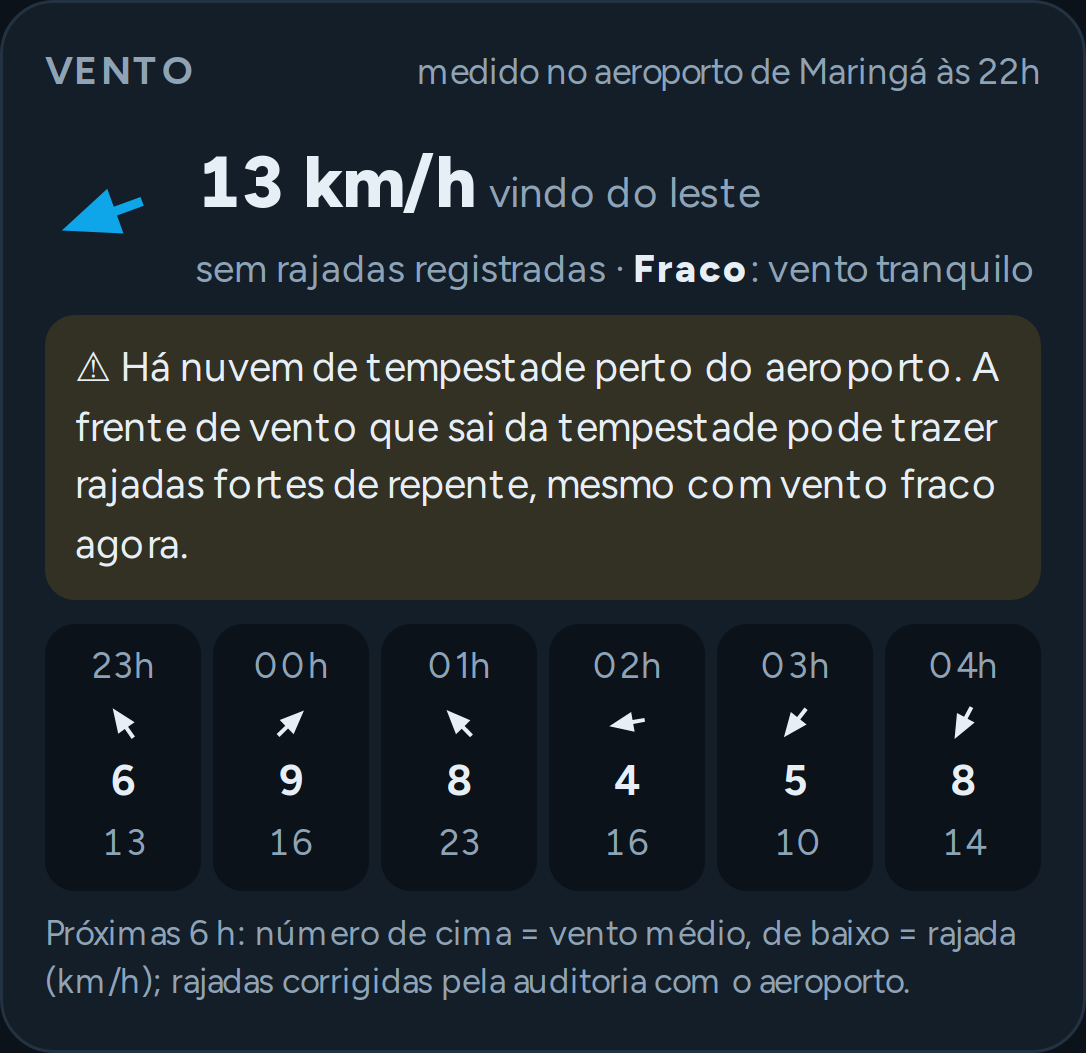 VENTO
medido no aeroporto de Maringá às 22h
13 km/h vindo do leste
sem rajadas registradas · Fraco: vento tranquilo
⚠ Há nuvem de tempestade perto do aeroporto. A
frente de vento que sai da tempestade pode trazer
rajadas fortes de repente, mesmo com vento fraco
agora.
23h 00h 01h 02h 03h 04h
6 9 8 4 5 8
13 16 23 16 10 14
Próximas 6 h: número de cima = vento médio, de baixo = rajada
(km/h); rajadas corrigidas pela auditoria com o aeroporto.